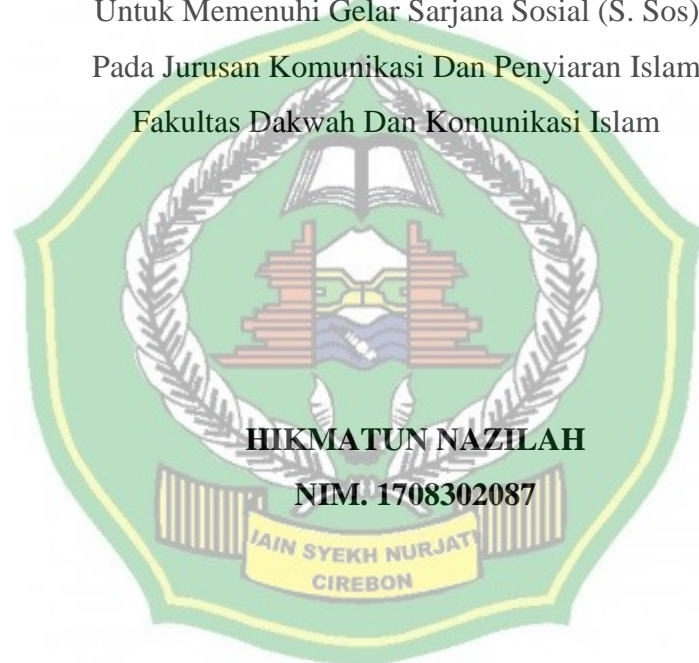 Untuk Memenuhi Gelar Sarjana Sosial (S. Sos)
Pada Jurusan Komunikasi Dan Penyiaran Islam
Fakultas Dakwah Dan Komunikasi Islam
HIKMATUN NAZILAH
NIM. 1708302087
IAIN SYEKH NURJATI
CIREBON